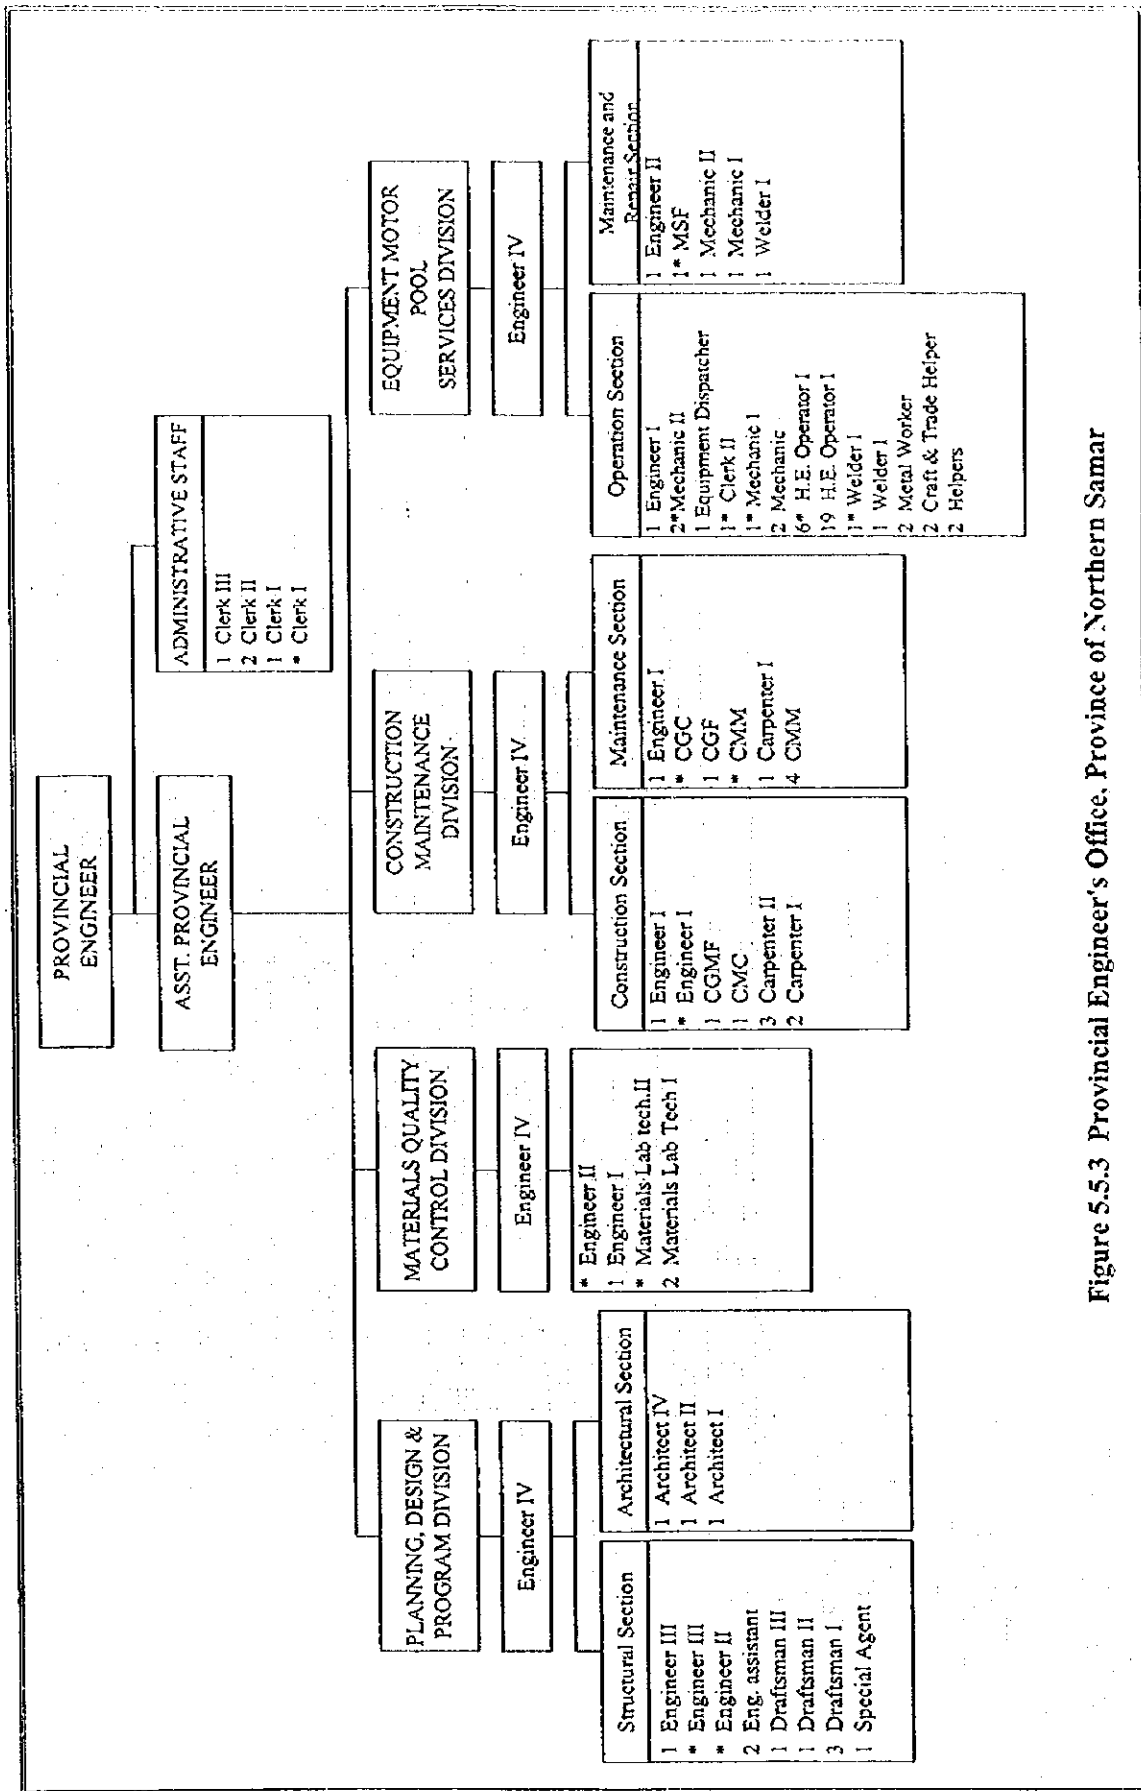 PROVINCIAL
ENGINEER
ASST. PROVINCIAL
ENGINEER
ADMINISTRATIVE STAFF
1 Clerk III
2 Clerk II
1 Clerk I
* Clerk I
PLANNING, DESIGN &
PROGRAM DIVISION
Engineer IV
Structural Section
1 Engineer III
* Engineer III
* Engineer II
2 Eng. assistant
1 Draftsman III
1 Draftsman II
3 Draftsman I
1 Special Agent
Architectural Section
1 Architect IV
1 Architect II
1 Architect I
MATERIALS QUALITY
CONTROL DIVISION
Engineer IV
* Engineer II
1 Engineer I
* Materials Lab tech.II
2 Materials Lab Tech I
CONSTRUCTION
MAINTENANCE
DIVISION
Engineer IV
Construction Section
1 Engineer I
* Engineer I
1 CGMF
1 CMC
3 Carpenter II
2 Carpenter I
Maintenance Section
1 Engineer I
* CGC
1 CGF
* CMM
1 Carpenter I
4 CMM
EQUIPMENT MOTOR
POOL
SERVICES DIVISION
Engineer IV
Operation Section
1 Engineer I
2*Mechanic II
1 Equipment Dispatcher
1* Clerk II
1* Mechanic I
2 Mechanic
6* H.E. Operator I
19 H.E. Operator I
1* Welder I
1 Welder I
2 Metal Worker
2 Craft & Trade Helper
2 Helpers
Maintenance and
Repair Section
1 Engineer II
1* MSF
1 Mechanic II
1 Mechanic I
1 Welder I
Figure 5.5.3 Provincial Engineer's Office, Province of Northern Samar